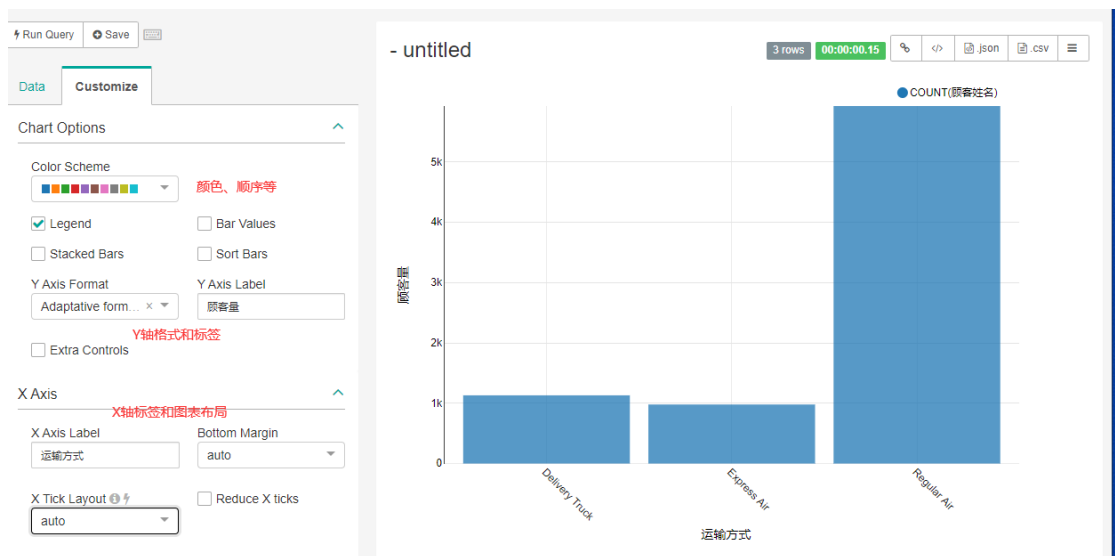 Run Query
Save
Data
Customize
Chart Options
Color Scheme
颜色、顺序等
Legend
Bar Values
Stacked Bars
Sort Bars
Y Axis Format
Y Axis Label
Adaptative form...
顾客量
Y轴格式和标签
Extra Controls
X Axis
X轴标签和图表布局
X Axis Label
Bottom Margin
运输方式
auto
X Tick Layout
Reduce X ticks
auto
- untitled
3 rows
00:00:00.15
.json
.csv
COUNT(顾客姓名)
5k
4k
3k
2k
1k
0
顾客量
Delivery Truck
Express Air
Regular Air
运输方式